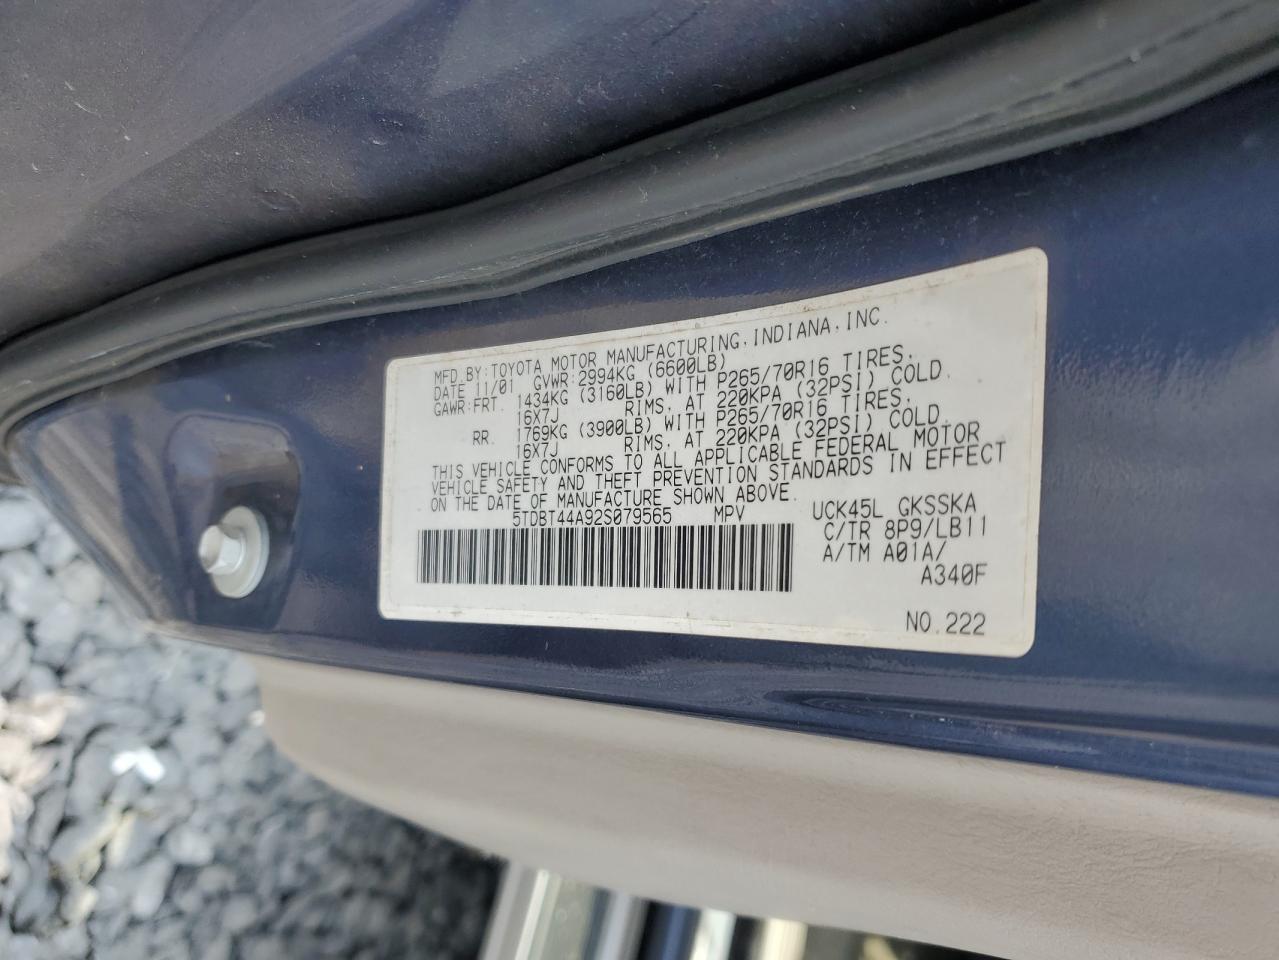 MFD.BY:TOYOTA MOTOR MANUFACTURING,INDIANA,INC.
DATE 11/01 GVWR:2994KG (6600LB)
GAWR:FRT. 1434KG (3160LB) WITH P265/70R16 TIRES,
16X7J RIMS, AT 220KPA (32PSI) COLD.
RR. 1769KG (3900LB) WITH P265/70R16 TIRES,
16X7J RIMS, AT 220KPA (32PSI) COLD.
THIS VEHICLE CONFORMS TO ALL APPLICABLE FEDERAL MOTOR
VEHICLE SAFETY AND THEFT PREVENTION STANDARDS IN EFFECT
ON THE DATE OF MANUFACTURE SHOWN ABOVE.
5TDBT44A92S079565 MPV UCK45L GKSSKA
C/TR 8P9/LB11
A/TM A01A/
A340F
NO.222